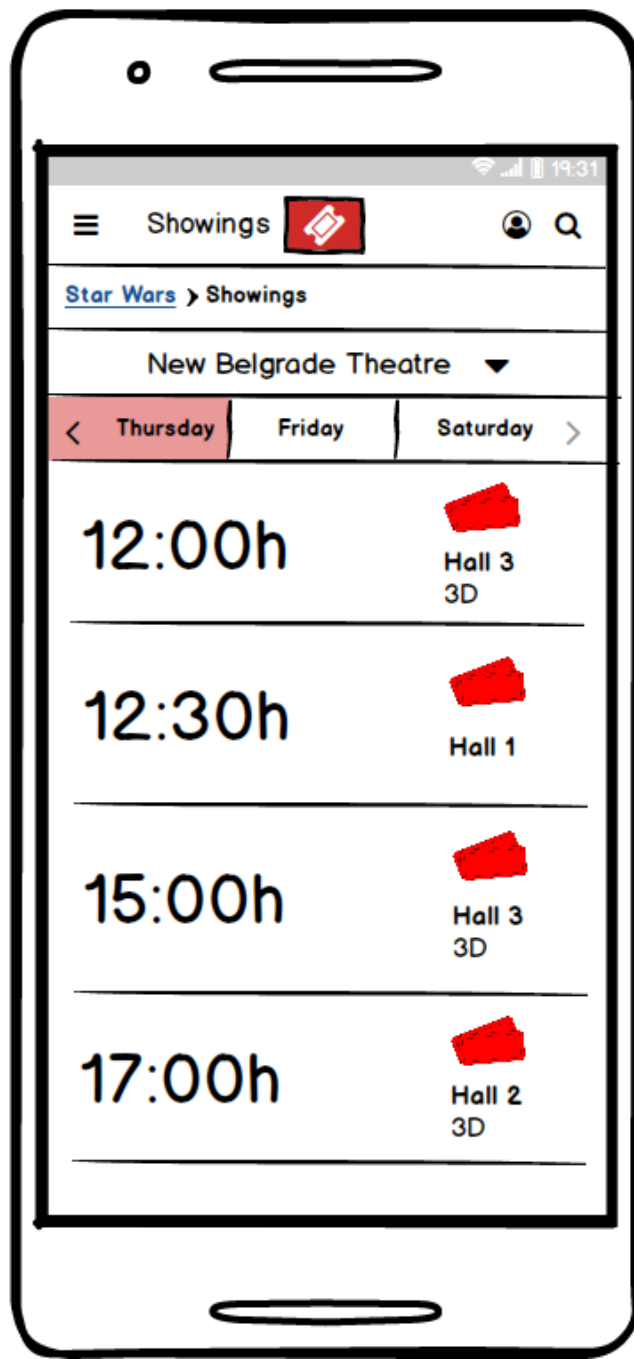 19:31
Showings
Star Wars > Showings
New Belgrade Theatre
Thursday Friday Saturday
12:00h
Hall 3
3D
12:30h
Hall 1
15:00h
Hall 3
3D
17:00h
Hall 2
3D